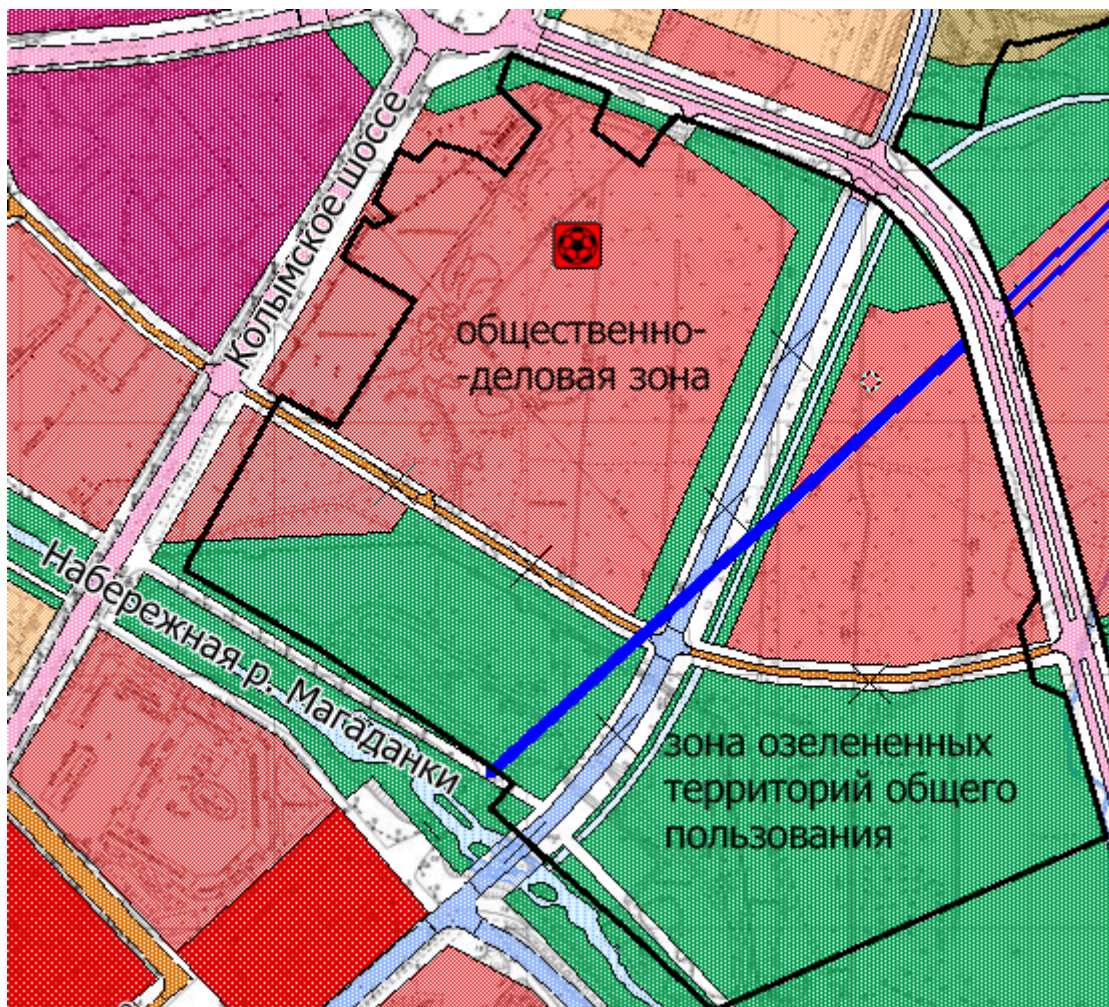 Колымское шоссе
общественно-
-деловая зона
Набережная р. Магаданки
зона озелененных
территорий общего
пользования